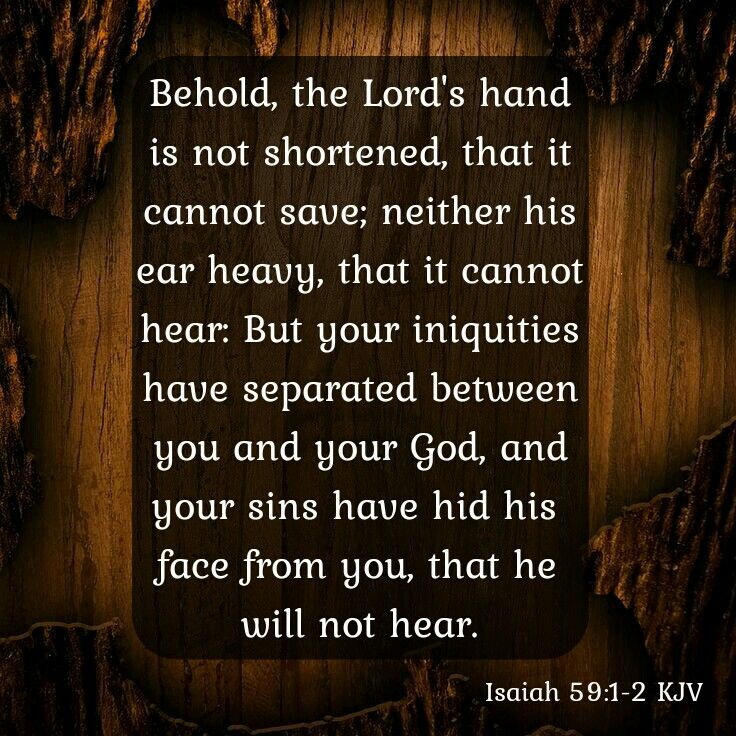 Behold, the Lord's hand
is not shortened, that it
cannot save; neither his
ear heavy, that it cannot
hear: But your iniquities
have separated between
you and your God, and
your sins have hid his
face from you, that he
will not hear.
Isaiah 59:1-2 KJV